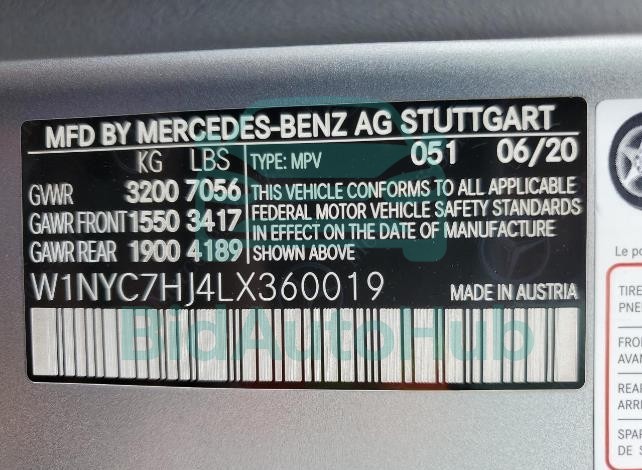 MFD BY MERCEDES-BENZ AG STUTTGART
KG LBS TYPE: MPV 051 06/20
GVWR 3200 7056 THIS VEHICLE CONFORMS TO ALL APPLICABLE
GAWR FRONT 1550 3417 FEDERAL MOTOR VEHICLE SAFETY STANDARDS
IN EFFECT ON THE DATE OF MANUFACTURE
GAWR REAR 1900 4189 SHOWN ABOVE
W1NYC7HJ4LX360019 MADE IN AUSTRIA
BidAutoHub
Le
TIRE